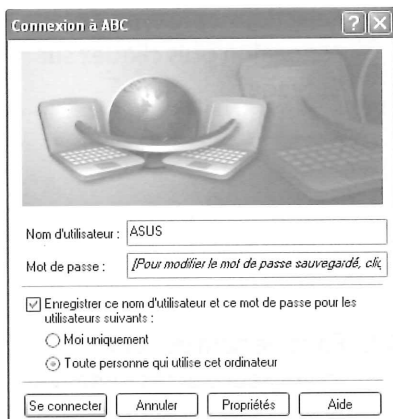 Connexion à ABC
Nom d'utilisateur : ASUS
Mot de passe : [Pour modifier le mot de passe sauvegardé, clic
Enregistrer ce nom d'utilisateur et ce mot de passe pour les
utilisateurs suivants :
Moi uniquement
Toute personne qui utilise cet ordinateur
Se connecter Annuler Propriétés Aide